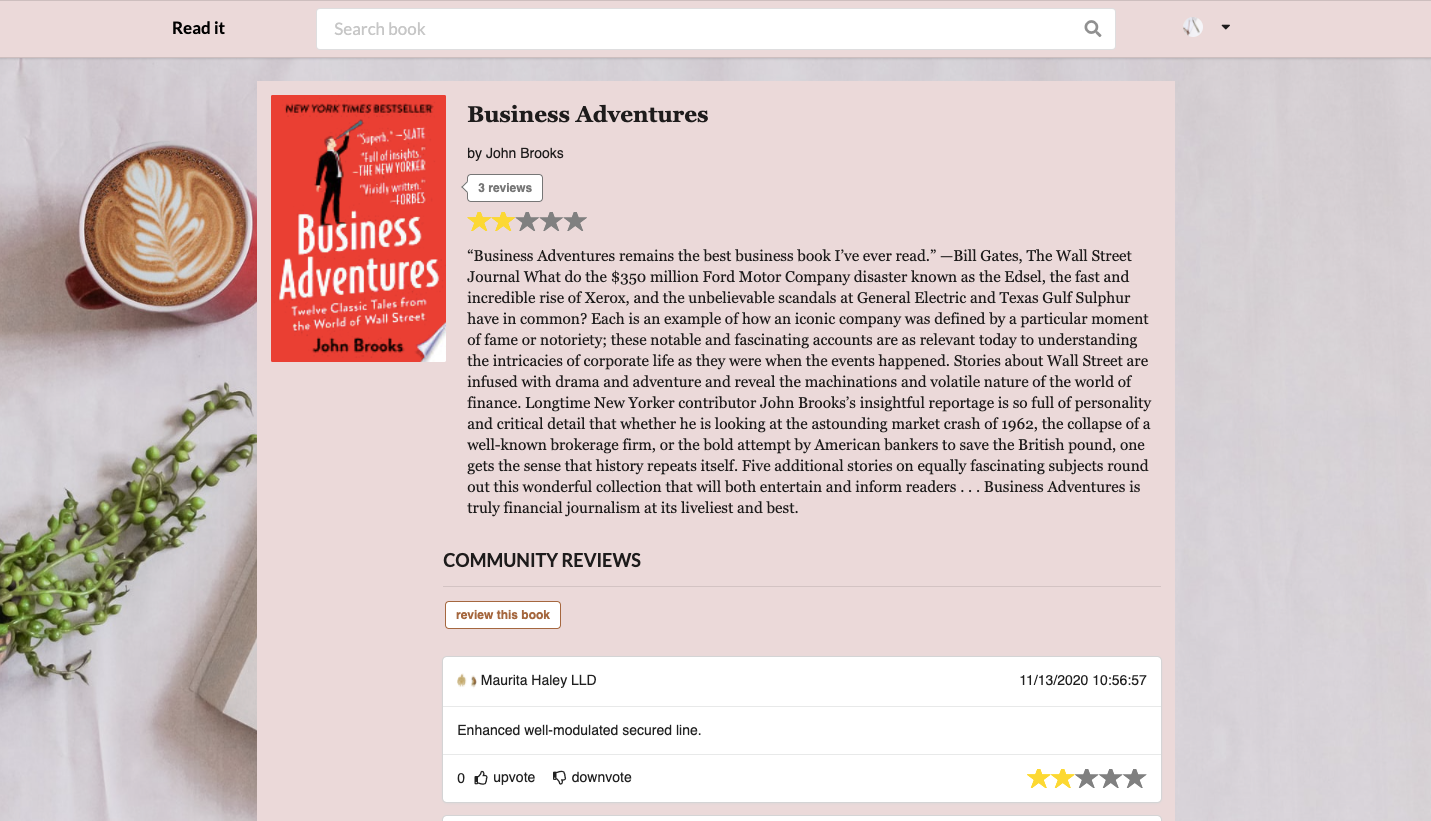 Read it
Search book
NEW YORK TIMES BESTSELLER
"Superb." —SLATE
"Full of insights."
—THE NEW YORKER
"Vividly written."
—FORBES
Business
Adventures
Twelve Classic Tales from
the World of Wall Street
John Brooks
Business Adventures
by John Brooks
3 reviews
“Business Adventures remains the best business book I’ve ever read.” —Bill Gates, The Wall Street
Journal What do the $350 million Ford Motor Company disaster known as the Edsel, the fast and
incredible rise of Xerox, and the unbelievable scandals at General Electric and Texas Gulf Sulphur
have in common? Each is an example of how an iconic company was defined by a particular moment
of fame or notoriety; these notable and fascinating accounts are as relevant today to understanding
the intricacies of corporate life as they were when the events happened. Stories about Wall Street are
infused with drama and adventure and reveal the machinations and volatile nature of the world of
finance. Longtime New Yorker contributor John Brooks’s insightful reportage is so full of personality
and critical detail that whether he is looking at the astounding market crash of 1962, the collapse of a
well-known brokerage firm, or the bold attempt by American bankers to save the British pound, one
gets the sense that history repeats itself. Five additional stories on equally fascinating subjects round
out this wonderful collection that will both entertain and inform readers . . . Business Adventures is
truly financial journalism at its liveliest and best.
COMMUNITY REVIEWS
review this book
Maurita Haley LLD 11/13/2020 10:56:57
Enhanced well-modulated secured line.
0 upvote downvote